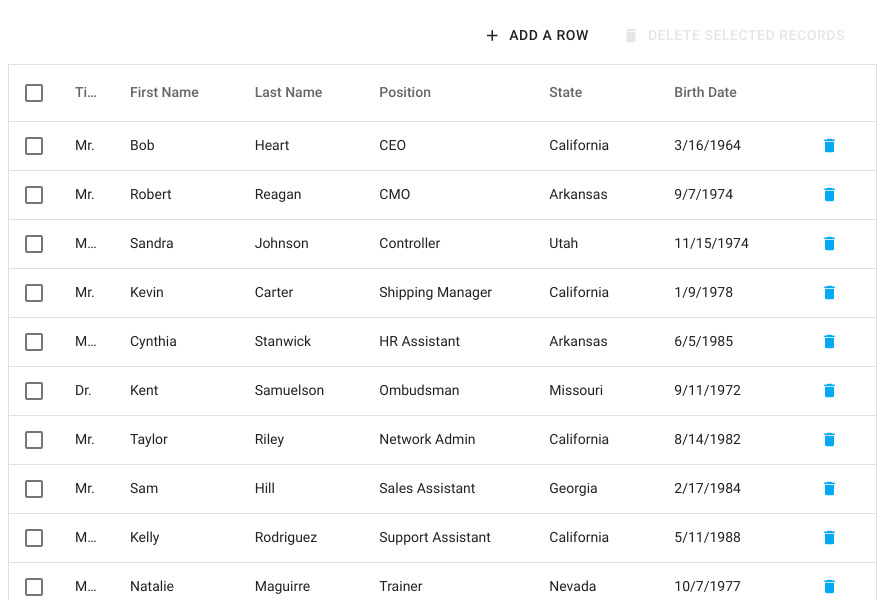 ADD A ROW DELETE SELECTED RECORDS
Ti... First Name Last Name Position State Birth Date
Mr. Bob Heart CEO California 3/16/1964
Mr. Robert Reagan CMO Arkansas 9/7/1974
M... Sandra Johnson Controller Utah 11/15/1974
Mr. Kevin Carter Shipping Manager California 1/9/1978
M... Cynthia Stanwick HR Assistant Arkansas 6/5/1985
Dr. Kent Samuelson Ombudsman Missouri 9/11/1972
Mr. Taylor Riley Network Admin California 8/14/1982
Mr. Sam Hill Sales Assistant Georgia 2/17/1984
M... Kelly Rodriguez Support Assistant California 5/11/1988
M... Natalie Maguirre Trainer Nevada 10/7/1977